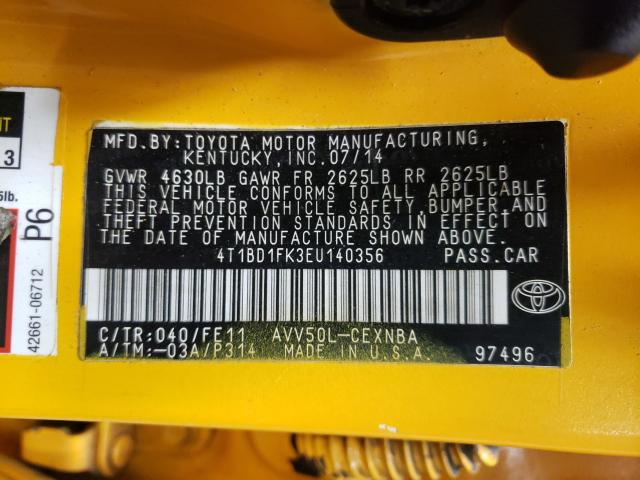 MFD.BY:TOYOTA MOTOR MANUFACTURING,
KENTUCKY, INC. 07/14
GVWR 4630LB GAWR FR 2625LB RR 2625LB
THIS VEHICLE CONFORMS TO ALL APPLICABLE
FEDERAL MOTOR VEHICLE SAFETY, BUMPER, AND
THEFT PREVENTION STANDARDS IN EFFECT ON
THE DATE OF MANUFACTURE SHOWN ABOVE.
4T1BD1FK3EU140356 PASS.CAR
C/TR:040/FE11 AVV50L-CEXNBA
A/TM:-03A/P314 MADE IN U.S.A.
97496
3
lb.
P6
42661-06712